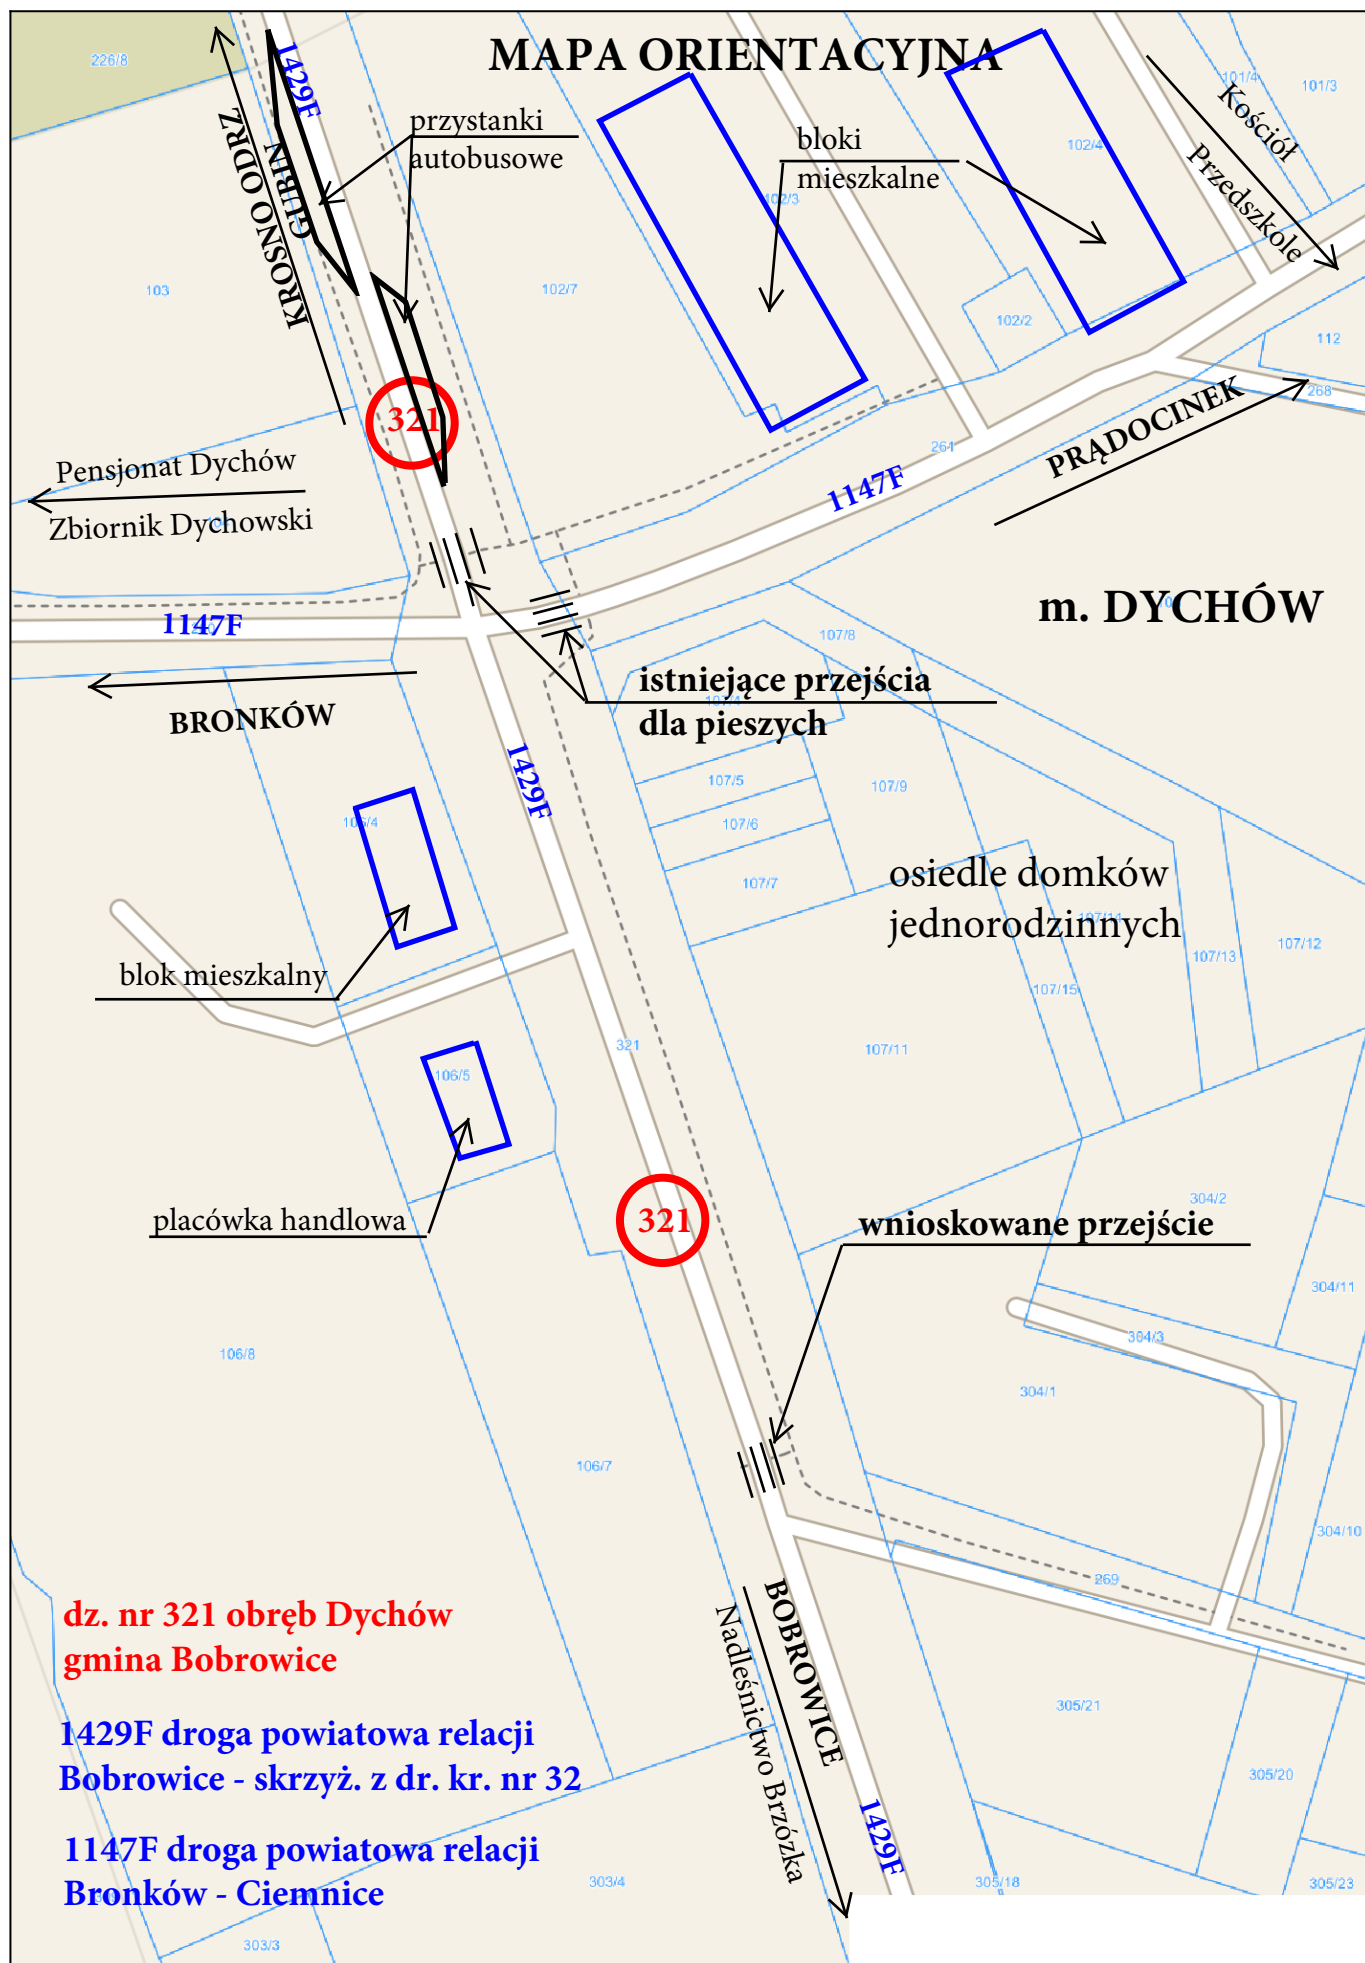 MAPA ORIENTACYJNA
226/8
1429F
101/4
101/3
Kościół
Przedszkole
przystanki
autobusowe
bloki
mieszkalne
102/4
102/3
KROSNO ODRZ
GUBIN
103
102/7
102/2
112
268
321
PRĄDOCINEK
264
1147F
Pensjonat Dychów
Zbiornik Dychowski
m. DYCHÓW
1147F
107/8
istniejące przejścia
dla pieszych
107/4
BRONKÓW
1429F
107/5
107/9
107/6
106/4
107/7
osiedle domków
jednorodzinnych
107/14
107/12
107/13
blok mieszkalny
107/15
321
107/11
106/5
placówka handlowa
321
304/2
wnioskowane przejście
304/11
304/3
106/8
304/1
106/7
304/10
269
BOBROWICE
Nadleśnictwo Brzózka
dz. nr 321 obręb Dychów
gmina Bobrowice
305/21
1429F droga powiatowa relacji
Bobrowice - skrzyż. z dr. kr. nr 32
305/20
1429F
1147F droga powiatowa relacji
Bronków - Ciemnice
303/4
305/18
305/23
303/3